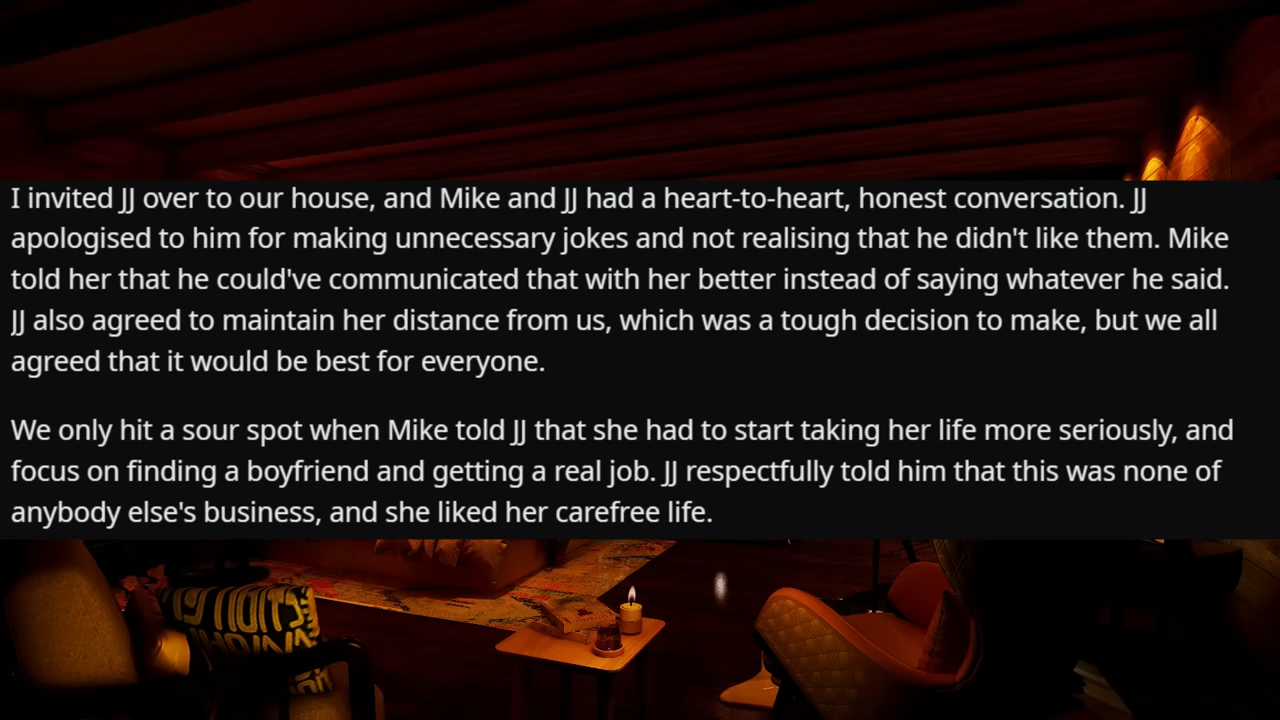 I invited JJ over to our house, and Mike and JJ had a heart-to-heart, honest conversation. JJ
apologised to him for making unnecessary jokes and not realising that he didn't like them. Mike
told her that he could've communicated that with her better instead of saying whatever he said.
JJ also agreed to maintain her distance from us, which was a tough decision to make, but we all
agreed that it would be best for everyone.
We only hit a sour spot when Mike told JJ that she had to start taking her life more seriously, and
focus on finding a boyfriend and getting a real job. JJ respectfully told him that this was none of
anybody else's business, and she liked her carefree life.